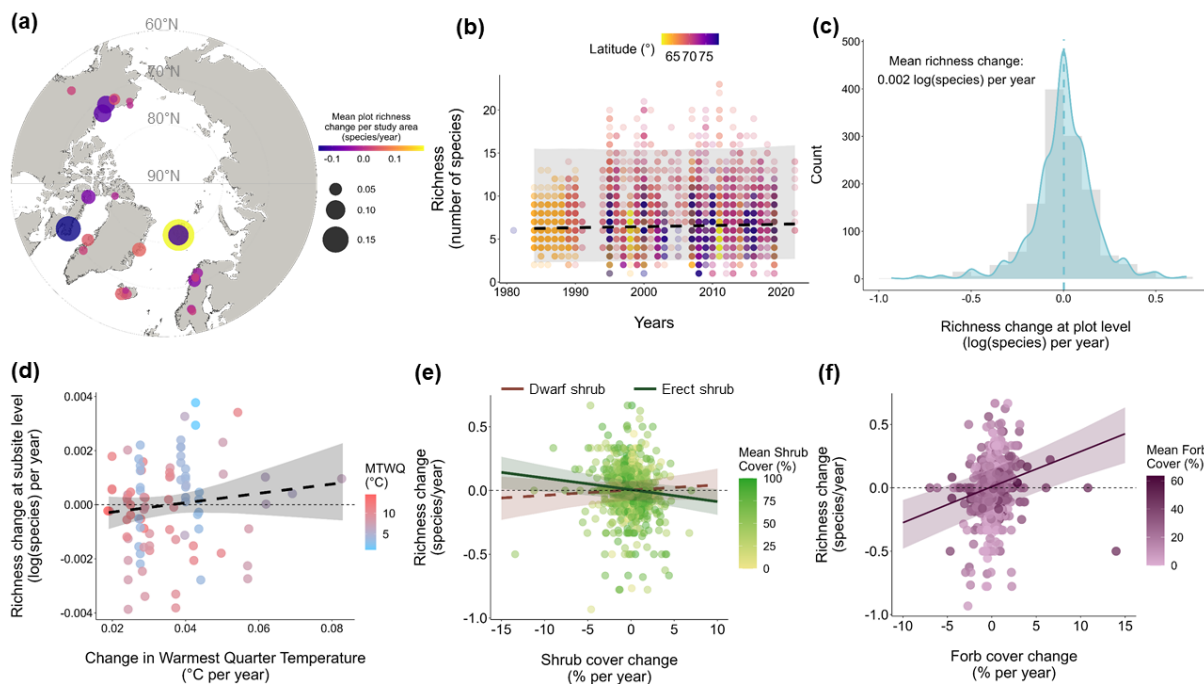 (a)
60°N
70°N
80°N
90°N
Mean plot richness
change per study area
(species/year)
-0.1 0.0 0.1
0.05
0.10
0.15
(b)
Latitude (°)
65 70 75
Richness
(number of species)
20
15
10
5
0
1980 1990 2000 2010 2020
Years
(c)
Mean richness change:
0.002 log(species) per year
Count
500
400
300
200
100
0
-1.0 -0.5 0.0 0.5
Richness change at plot level
(log(species) per year)
(d)
Richness change at subsite level
(log(species) per year)
0.004
0.002
0.000
-0.002
-0.004
MTWQ
(°C)
10
5
0.02 0.04 0.06 0.08
Change in Warmest Quarter Temperature
(°C per year)
(e)
Dwarf shrub Erect shrub
Richness change
(species/year)
1.0
0.5
0.0
-0.5
-1.0
Mean Shrub
Cover (%)
100
75
50
25
0
-15 -10 -5 0 5 10
Shrub cover change
(% per year)
(f)
Richness change
(species/year)
0.5
0.0
-0.5
-1.0
Mean Forb
Cover (%)
60
40
20
0
-10 -5 0 5 10 15
Forb cover change
(% per year)